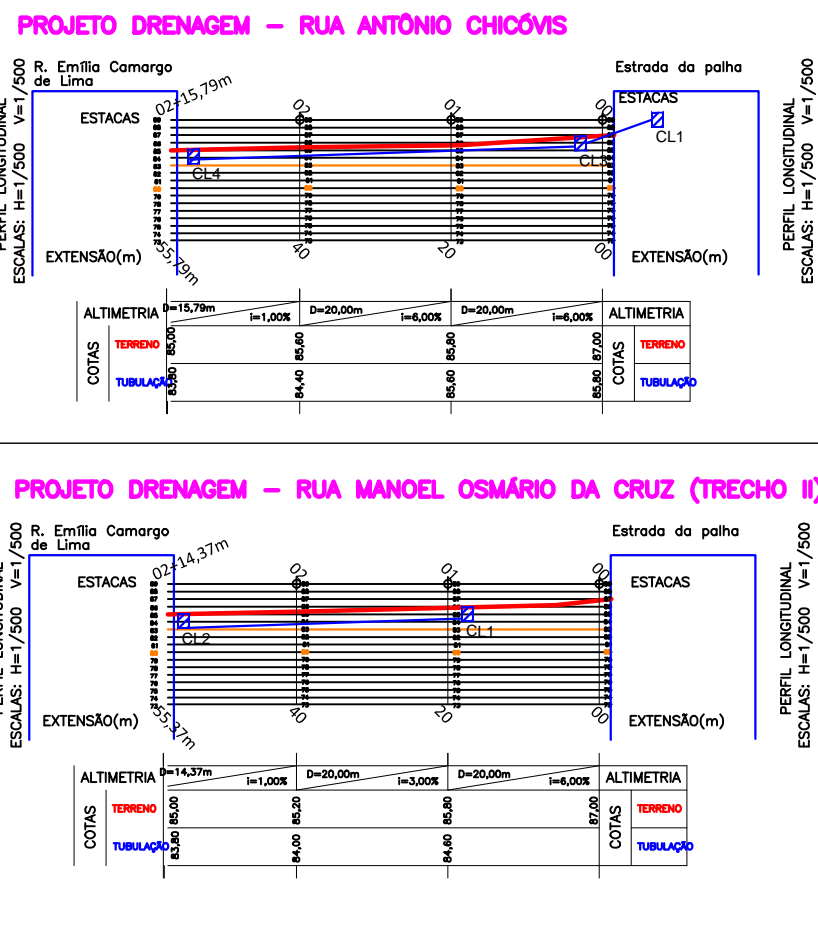 PROJETO DRENAGEM – RUA ANTÔNIO CHICÓVIS
R. Emília Camargo
de Lima
Estrada da palha
PERFIL LONGITUDINAL
ESCALAS: H=1/500 V=1/500
ESTACAS
02+15,79m
02
01
00
ESTACAS
CL1
CL3
CL4
EXTENSÃO(m)
55,79m
40
20
00
EXTENSÃO(m)
PERFIL LONGITUDINAL
ESCALAS: H=1/500 V=1/500
ALTIMETRIA
D=15,79m
i=1,00%
D=20,00m
i=6,00%
D=20,00m
i=6,00%
ALTIMETRIA
COTAS
TERRENO
85,00
85,60
85,80
87,00
COTAS
TERRENO
TUBULAÇÃO
83,80
84,40
85,60
85,80
TUBULAÇÃO
PROJETO DRENAGEM – RUA MANOEL OSMÁRIO DA CRUZ (TRECHO II)
R. Emília Camargo
de Lima
Estrada da palha
ESCALAS: H=1/500 V=1/500
ESTACAS
02+14,37m
02
01
00
ESTACAS
CL2
CL1
EXTENSÃO(m)
55,37m
40
20
00
EXTENSÃO(m)
PERFIL LONGITUDINAL
ESCALAS: H=1/500 V=1/500
ALTIMETRIA
D=14,37m
i=1,00%
D=20,00m
i=3,00%
D=20,00m
i=6,00%
ALTIMETRIA
COTAS
TERRENO
85,00
85,20
85,80
87,00
COTAS
TERRENO
TUBULAÇÃO
83,80
84,00
84,60
TUBULAÇÃO